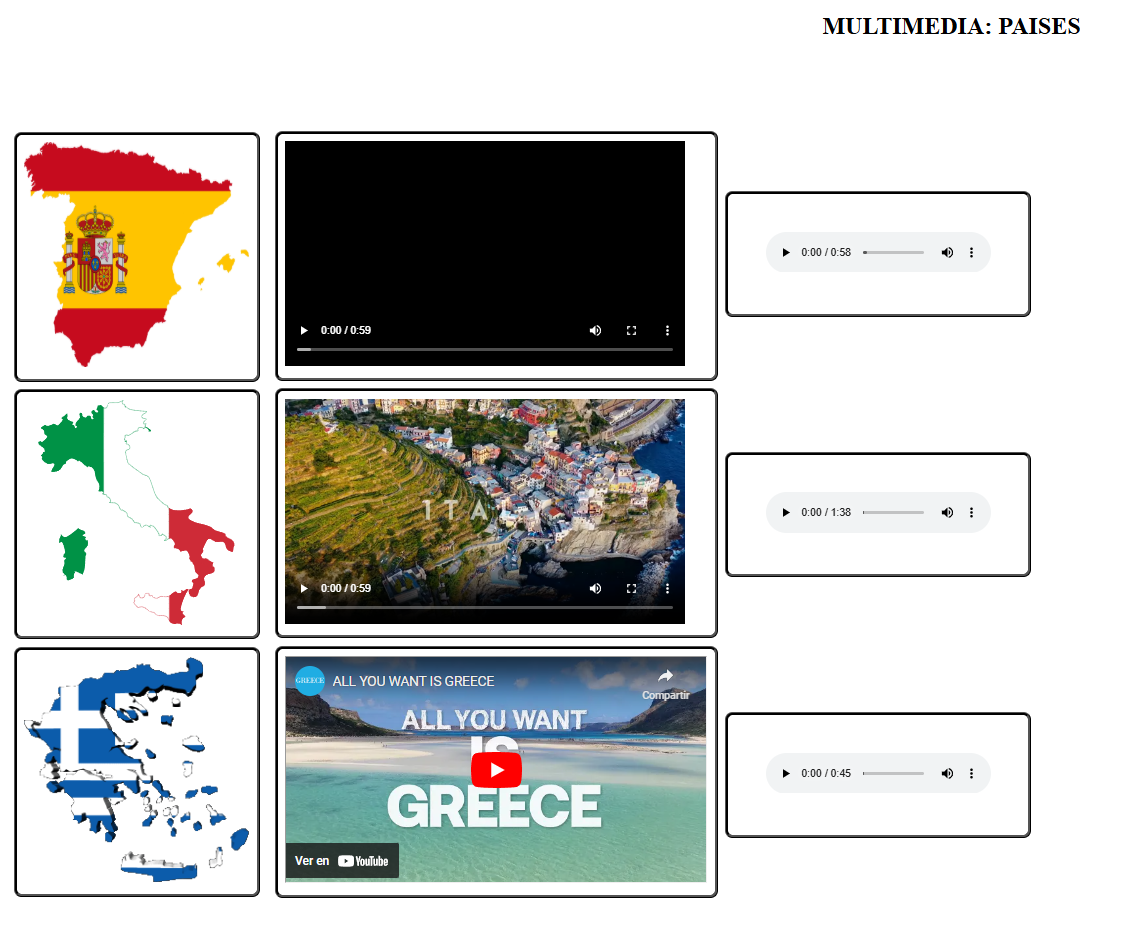 MULTIMEDIA: PAISES
0:00 / 0:59
0:00 / 0:58
ITALY
0:00 / 0:59
0:00 / 1:38
GREECE
ALL YOU WANT IS GREECE
Compartir
ALL YOU WANT
IS
GREECE
Ver en YouTube
0:00 / 0:45